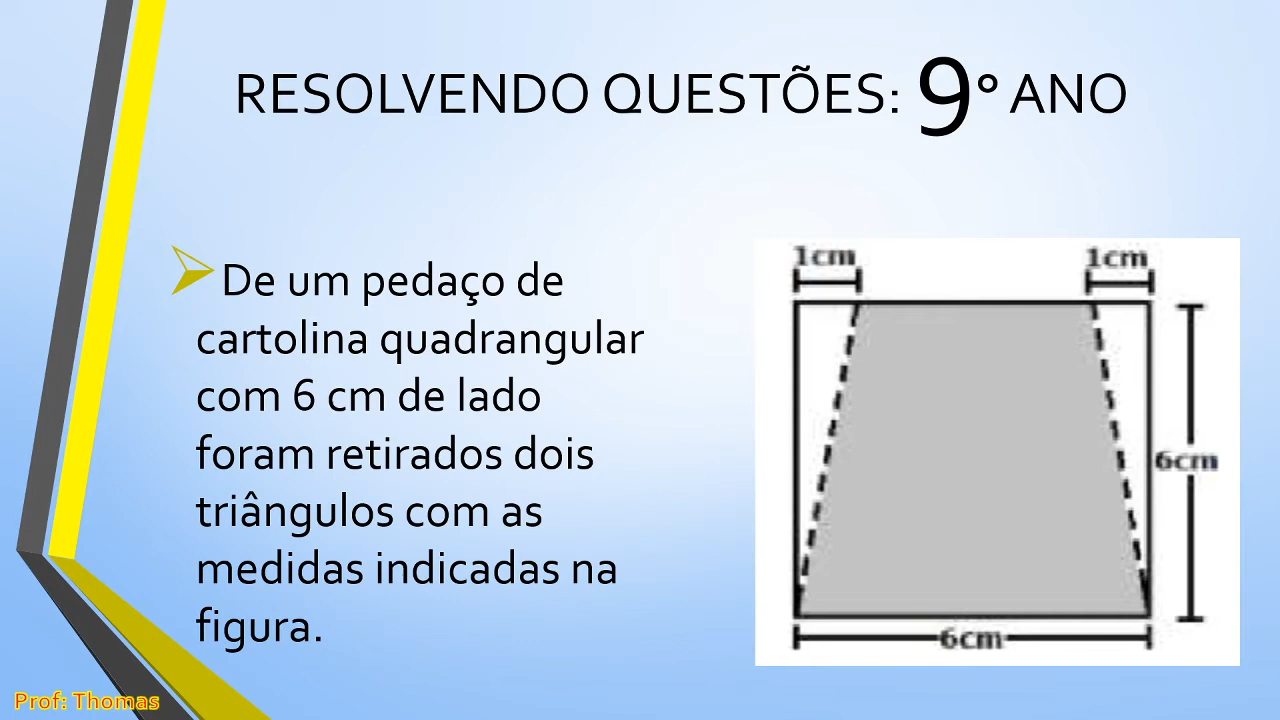 RESOLVENDO QUESTÕES: 9° ANO
De um pedaço de
cartolina quadrangular
com 6 cm de lado
foram retirados dois
triângulos com as
medidas indicadas na
figura.
1cm
1cm
6cm
6cm
Prof: Thomas